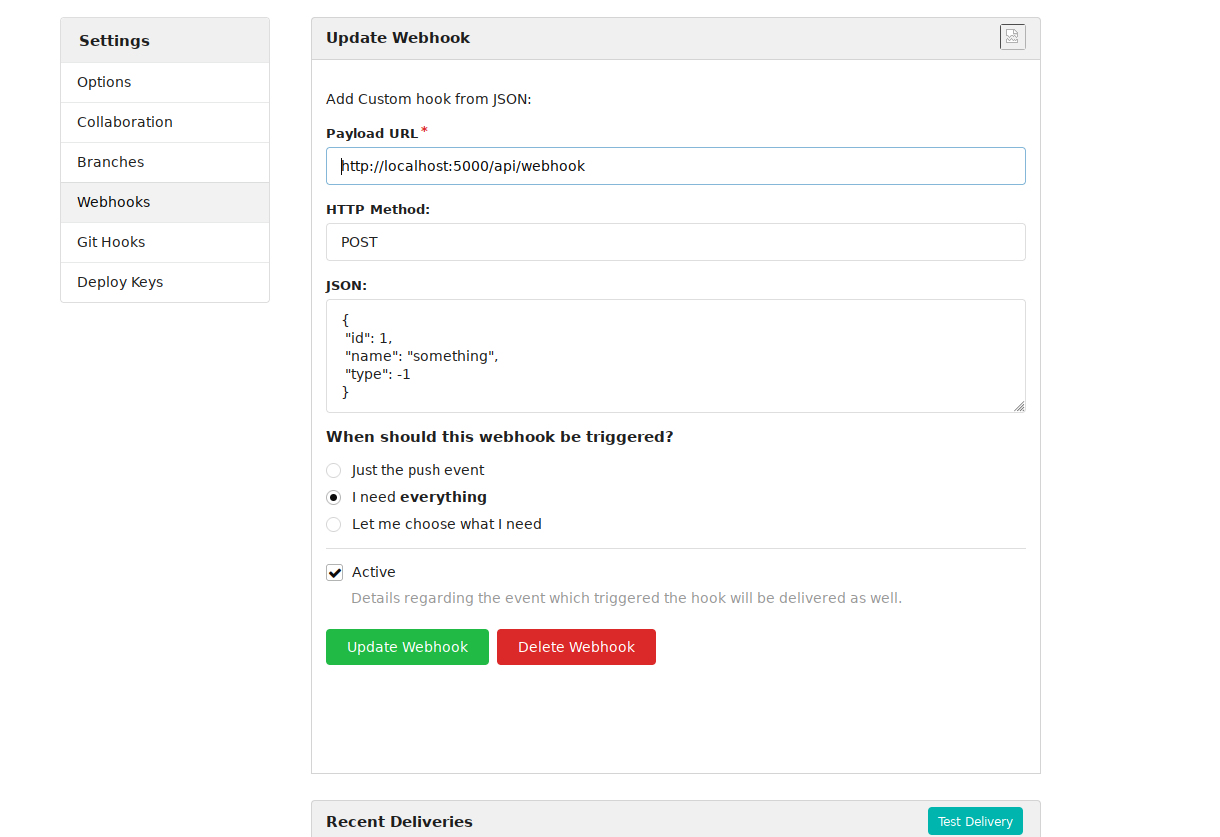 Settings
Options
Collaboration
Branches
Webhooks
Git Hooks
Deploy Keys
Update Webhook
Add Custom hook from JSON:
Payload URL*
http://localhost:5000/api/webhook
HTTP Method:
POST
JSON:
{
"id": 1,
"name": "something",
"type": -1
}
When should this webhook be triggered?
Just the push event
I need everything
Let me choose what I need
Active
Details regarding the event which triggered the hook will be delivered as well.
Update Webhook Delete Webhook
Recent Deliveries Test Delivery